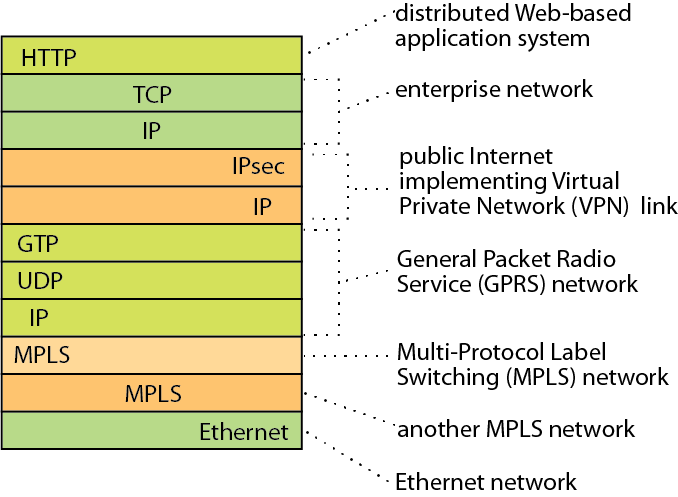 HTTP
TCP
IP
IPsec
IP
GTP
UDP
IP
MPLS
MPLS
Ethernet
distributed Web-based
application system
enterprise network
public Internet
implementing Virtual
Private Network (VPN) link
General Packet Radio
Service (GPRS) network
Multi-Protocol Label
Switching (MPLS) network
another MPLS network
Ethernet network